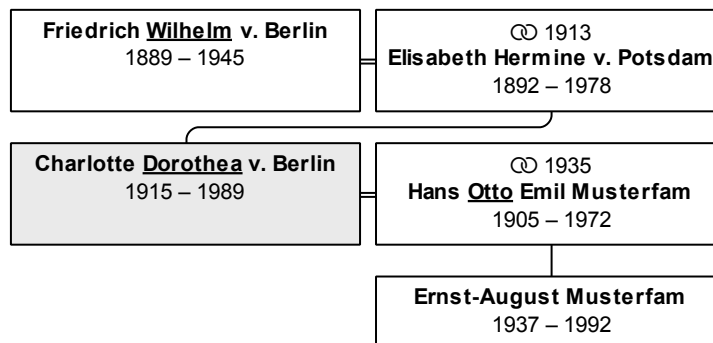 Friedrich Wilhelm v. Berlin
1889 – 1945
⚭ 1913
Elisabeth Hermine v. Potsdam
1892 – 1978
Charlotte Dorothea v. Berlin
1915 – 1989
⚭ 1935
Hans Otto Emil Musterfam
1905 – 1972
Ernst-August Musterfam
1937 – 1992